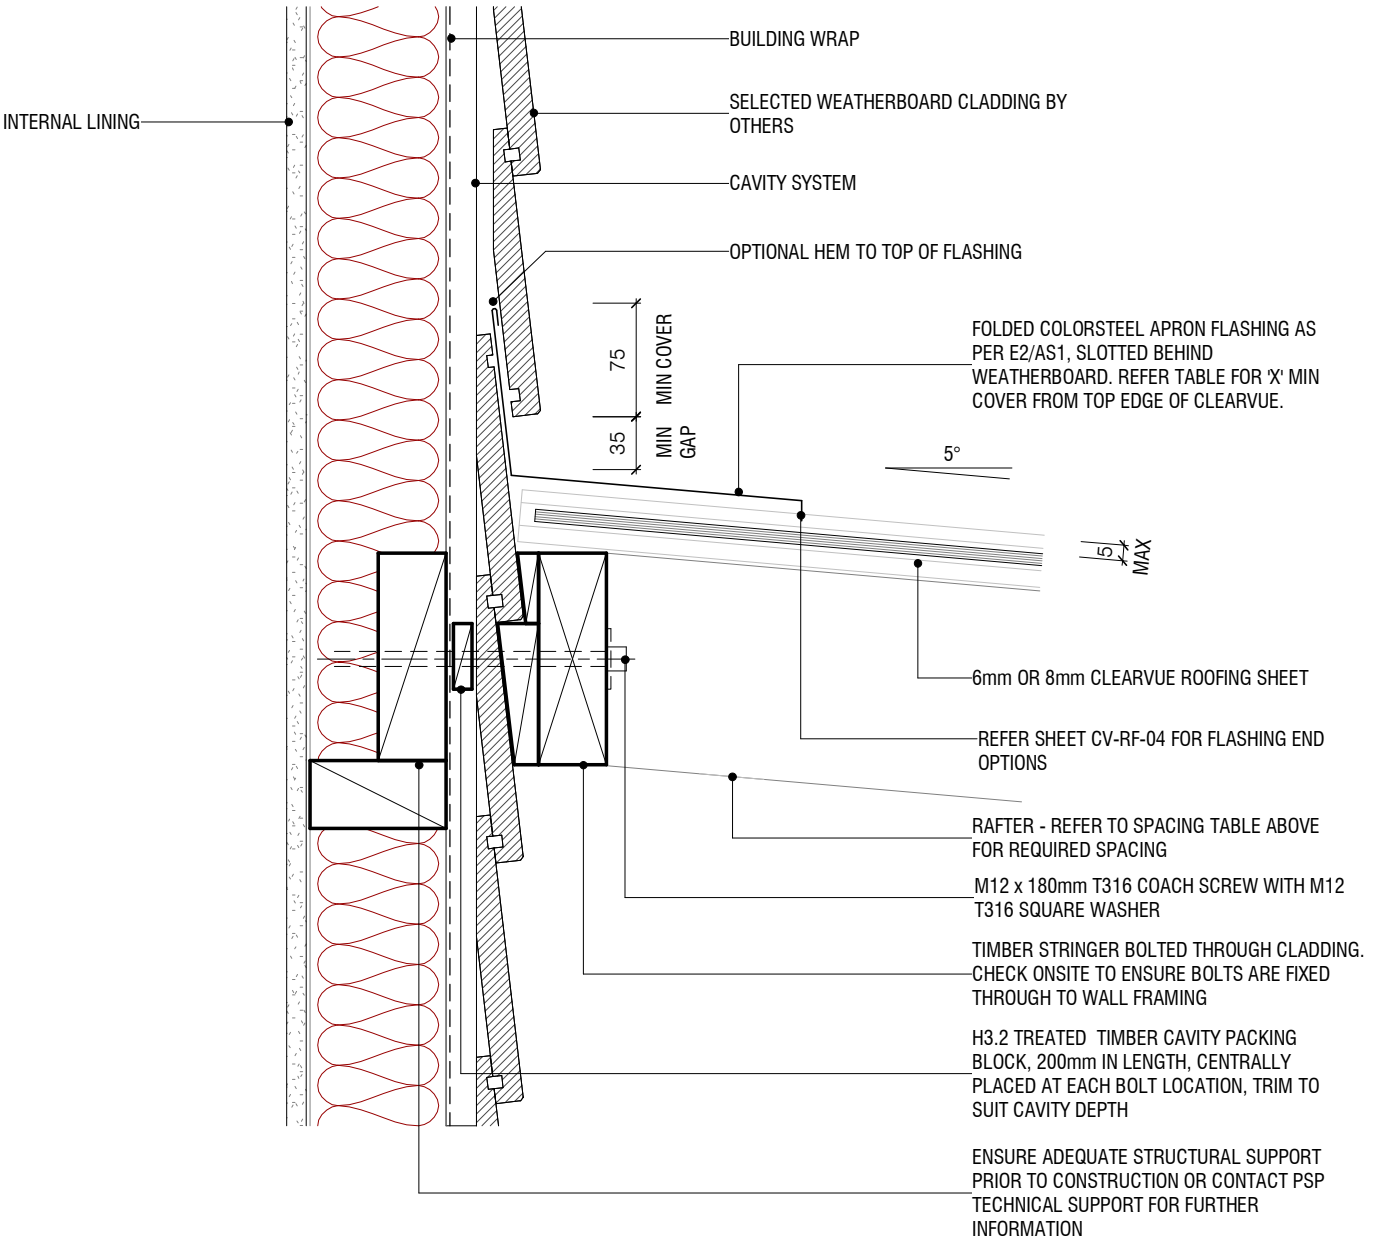 BUILDING WRAP
SELECTED WEATHERBOARD CLADDING BY
OTHERS
INTERNAL LINING
CAVITY SYSTEM
OPTIONAL HEM TO TOP OF FLASHING
75
MIN COVER
35
MIN
GAP
FOLDED COLORSTEEL APRON FLASHING AS
PER E2/AS1, SLOTTED BEHIND
WEATHERBOARD. REFER TABLE FOR 'X' MIN
COVER FROM TOP EDGE OF CLEARVUE.
5°
5
MAX
6mm OR 8mm CLEARVUE ROOFING SHEET
REFER SHEET CV-RF-04 FOR FLASHING END
OPTIONS
RAFTER - REFER TO SPACING TABLE ABOVE
FOR REQUIRED SPACING
M12 x 180mm T316 COACH SCREW WITH M12
T316 SQUARE WASHER
TIMBER STRINGER BOLTED THROUGH CLADDING.
CHECK ONSITE TO ENSURE BOLTS ARE FIXED
THROUGH TO WALL FRAMING
H3.2 TREATED  TIMBER CAVITY PACKING
BLOCK, 200mm IN LENGTH, CENTRALLY
PLACED AT EACH BOLT LOCATION, TRIM TO
SUIT CAVITY DEPTH
ENSURE ADEQUATE STRUCTURAL SUPPORT
PRIOR TO CONSTRUCTION OR CONTACT PSP
TECHNICAL SUPPORT FOR FURTHER
INFORMATION